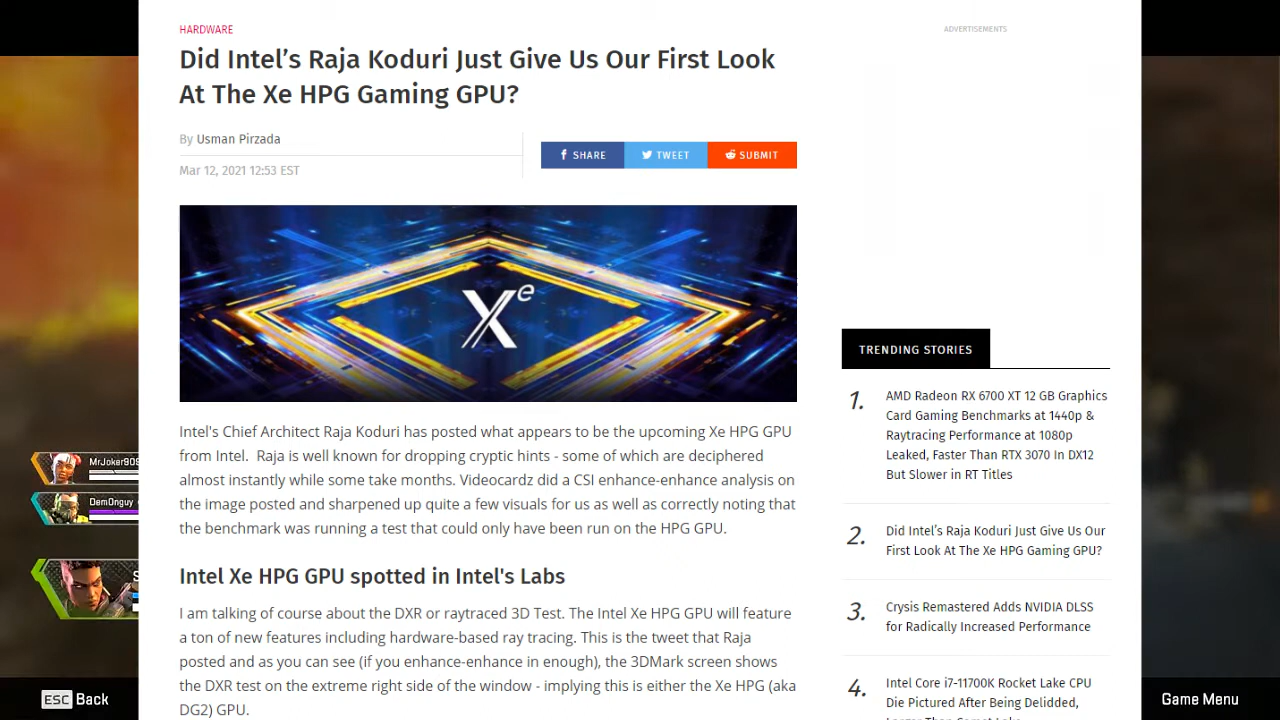 HARDWARE
Did Intel’s Raja Koduri Just Give Us Our First Look
At The Xe HPG Gaming GPU?
By Usman Pirzada
Mar 12, 2021 12:53 EST
SHARE
TWEET
SUBMIT
Xe
Intel's Chief Architect Raja Koduri has posted what appears to be the upcoming Xe HPG GPU
from Intel.  Raja is well known for dropping cryptic hints - some of which are deciphered
almost instantly while some take months. Videocardz did a CSI enhance-enhance analysis on
the image posted and sharpened up quite a few visuals for us as well as correctly noting that
the benchmark was running a test that could only have been run on the HPG GPU.
Intel Xe HPG GPU spotted in Intel's Labs
I am talking of course about the DXR or raytraced 3D Test. The Intel Xe HPG GPU will feature
a ton of new features including hardware-based ray tracing. This is the tweet that Raja
posted and as you can see (if you enhance-enhance in enough), the 3DMark screen shows
the DXR test on the extreme right side of the window - implying this is either the Xe HPG (aka
DG2) GPU.
ADVERTISEMENTS
TRENDING STORIES
1.
AMD Radeon RX 6700 XT 12 GB Graphics
Card Gaming Benchmarks at 1440p &
Raytracing Performance at 1080p
Leaked, Faster Than RTX 3070 In DX12
But Slower in RT Titles
2.
Did Intel’s Raja Koduri Just Give Us Our
First Look At The Xe HPG Gaming GPU?
3.
Crysis Remastered Adds NVIDIA DLSS
for Radically Increased Performance
4.
Intel Core i7-11700K Rocket Lake CPU
Die Pictured After Being Delidded,
MrJoker909
Dem0nguy
ESC Back
Game Menu